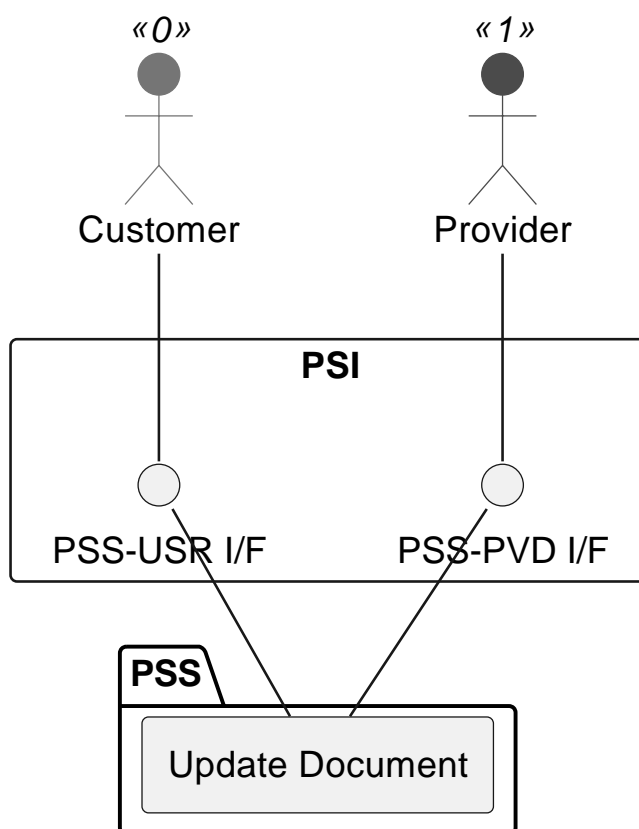 «0» «1»
Customer Provider
PSI
PSS-USR I/F PSS-PVD I/F
PSS
Update Document